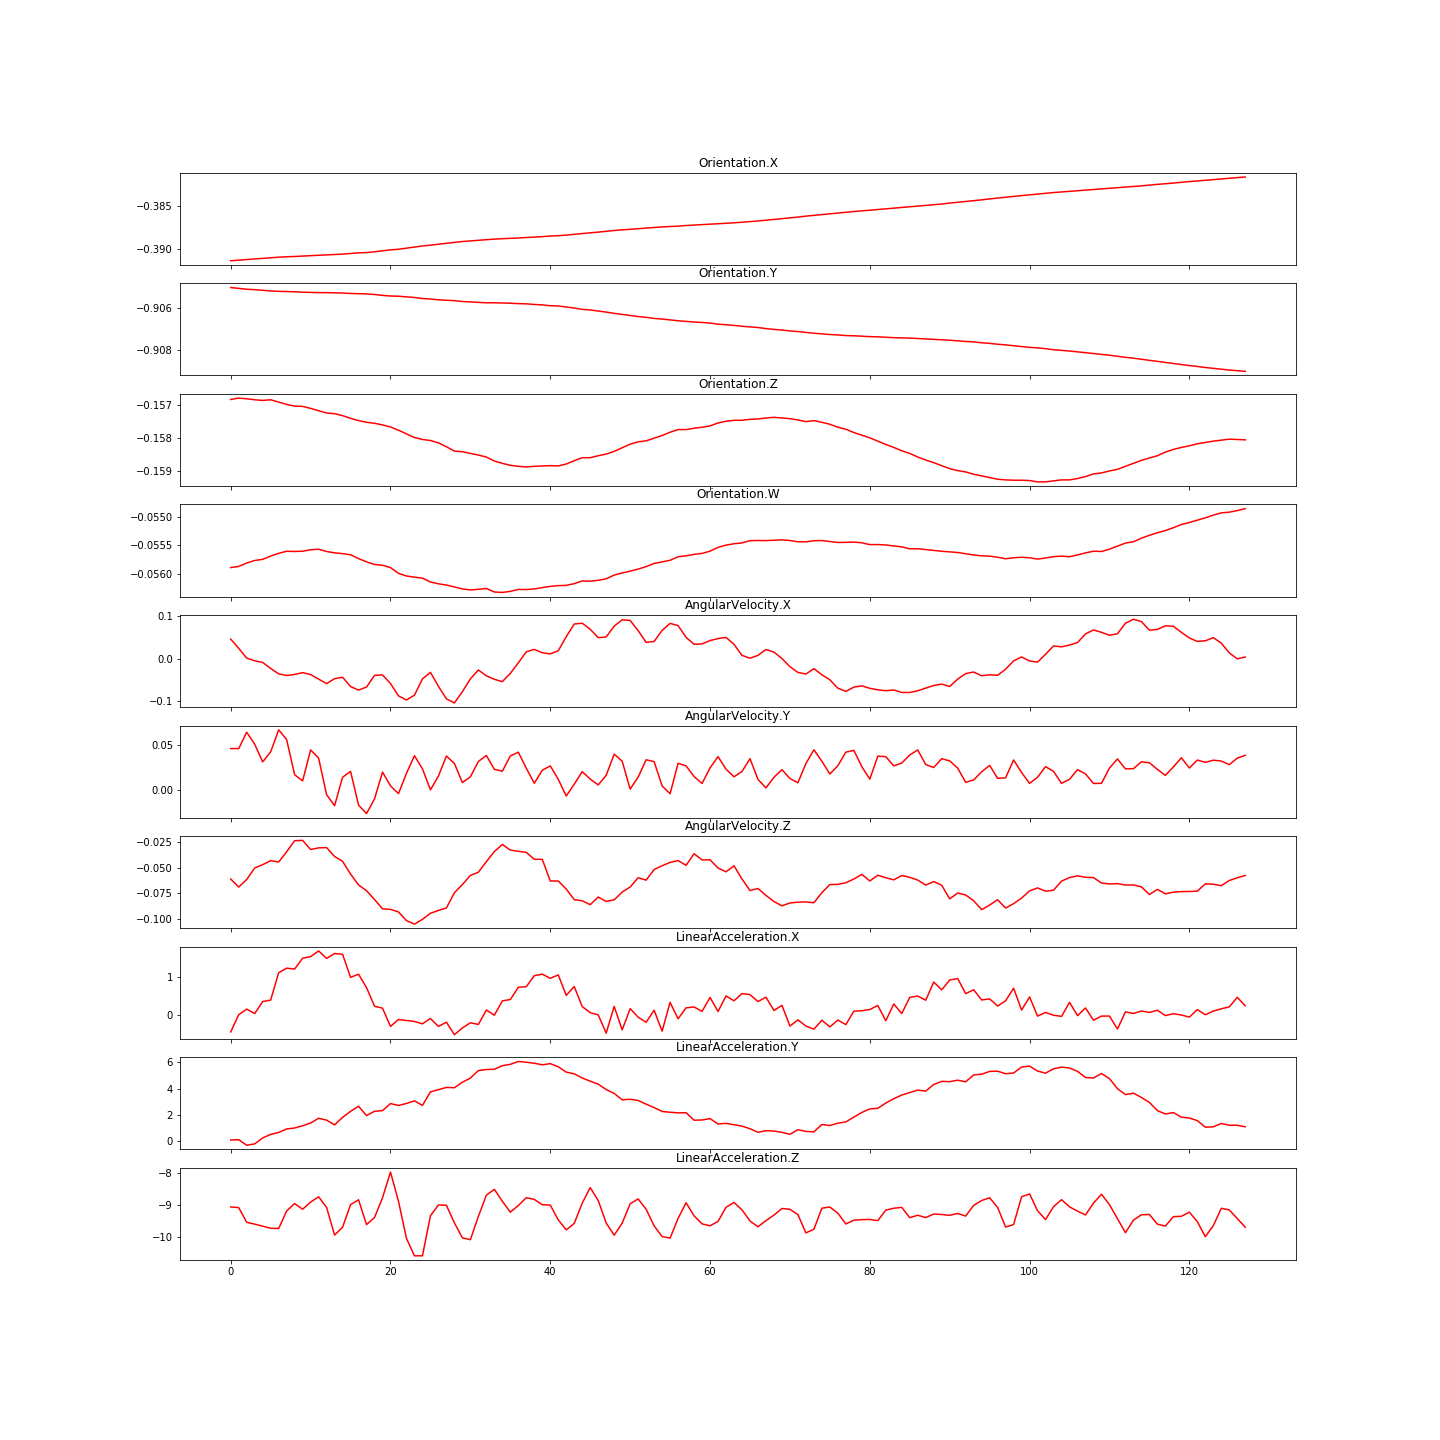 Orientation.X
−0.385
−0.390
Orientation.Y
−0.906
−0.908
Orientation.Z
−0.157
−0.158
−0.159
Orientation.W
−0.0550
−0.0555
−0.0560
AngularVelocity.X
0.1
0.0
−0.1
AngularVelocity.Y
0.05
0.00
AngularVelocity.Z
−0.025
−0.050
−0.075
−0.100
LinearAcceleration.X
1
0
LinearAcceleration.Y
6
4
2
0
LinearAcceleration.Z
−8
−9
−10
0 20 40 60 80 100 120